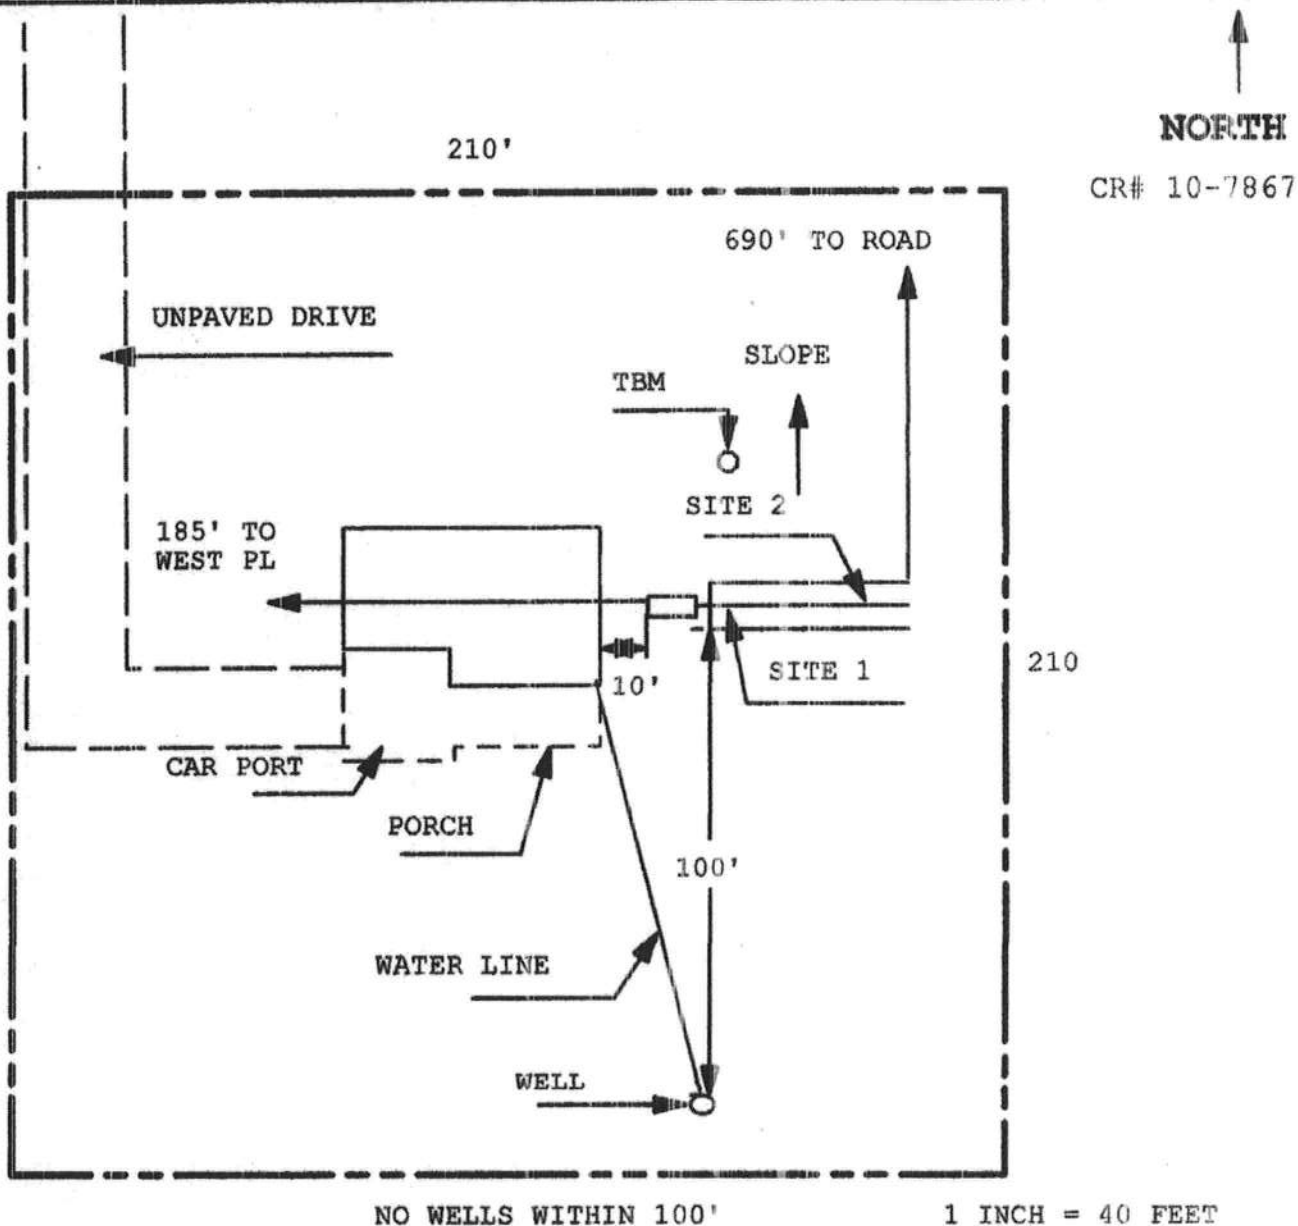 NORTH
CR# 10-7867
210'
690' TO ROAD
UNPAVED DRIVE
SLOPE
TBM
SITE 2
185' TO
WEST PL
210
SITE 1
10'
CAR PORT
PORCH
100'
WATER LINE
WELL
NO WELLS WITHIN 100'
1 INCH = 40 FEET